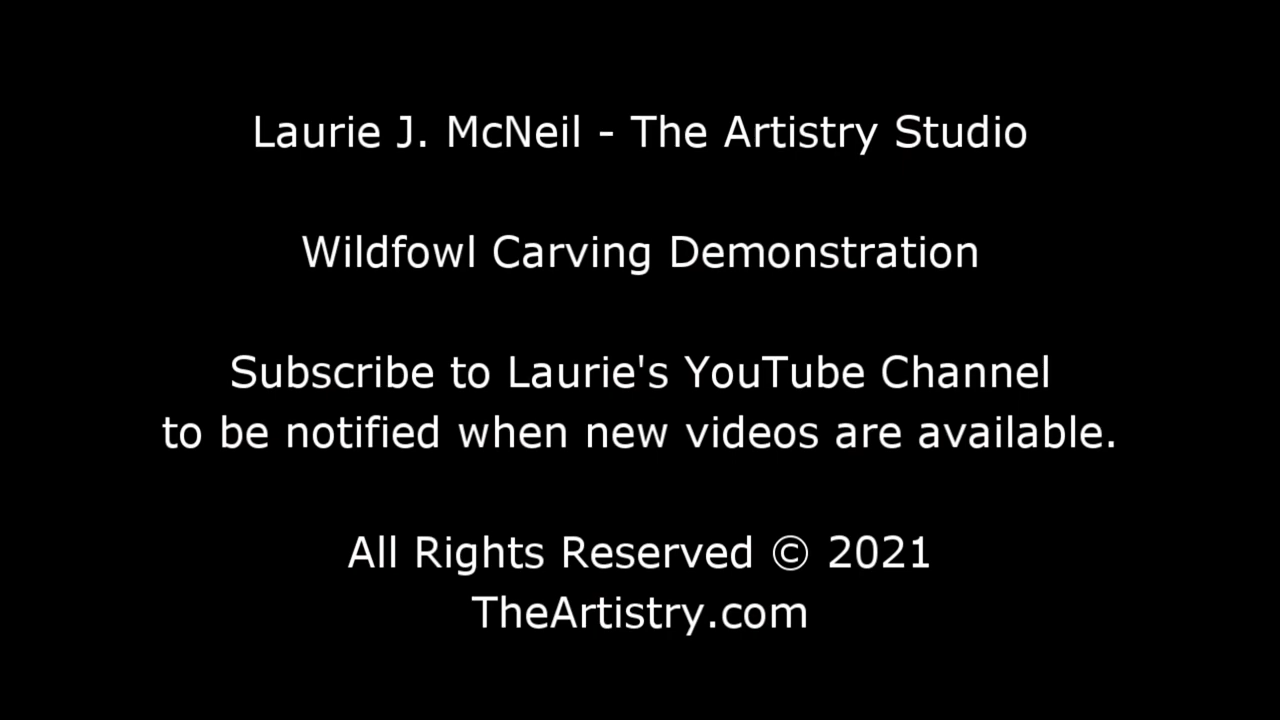 Laurie J. McNeil - The Artistry Studio
Wildfowl Carving Demonstration
Subscribe to Laurie's YouTube Channel
to be notified when new videos are available.
All Rights Reserved © 2021
TheArtistry.com